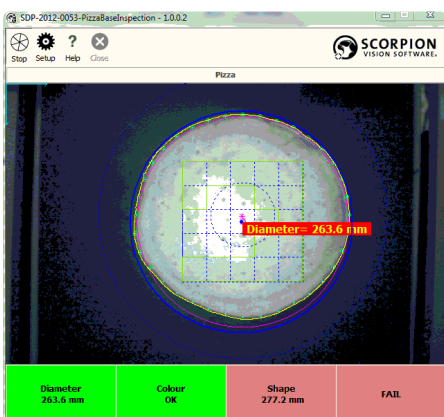 SDP-2012-0053-PizzaBaseInspection - 1.0.0.2
Stop Setup Help Close
SCORPION
VISION SOFTWARE.
Pizza
Diameter= 263.6 mm
Diameter
263.6 mm
Colour
OK
Shape
277.2 mm
FAIL